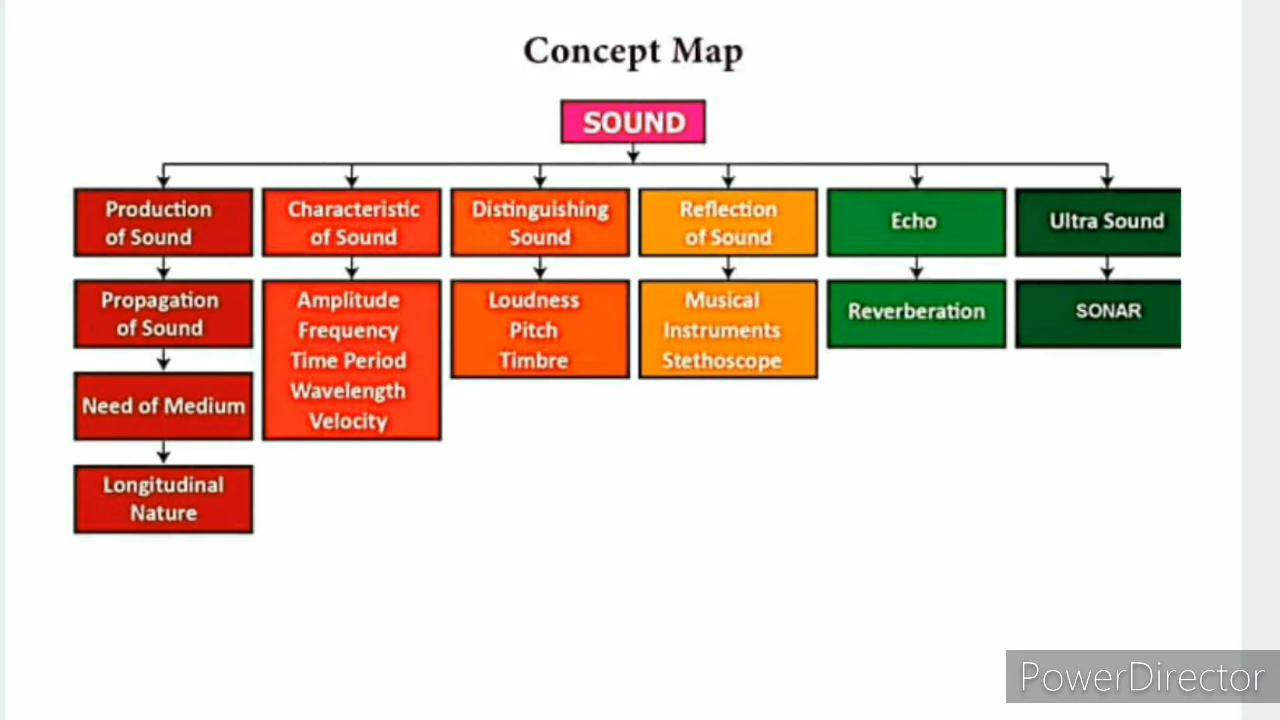 Concept Map
SOUND
Production
of Sound
Propagation
of Sound
Need of Medium
Longitudinal
Nature
Characteristic
of Sound
Amplitude
Frequency
Time Period
Wavelength
Velocity
Distinguishing
Sound
Loudness
Pitch
Timbre
Reflection
of Sound
Musical
Instruments
Stethoscope
Echo
Reverberation
Ultra Sound
SONAR
PowerDirector